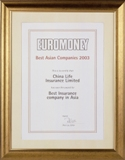 EUROMONEY
Best Asian Companies 2003
China Life
Insurance Limited
Best Insurance
company in Asia